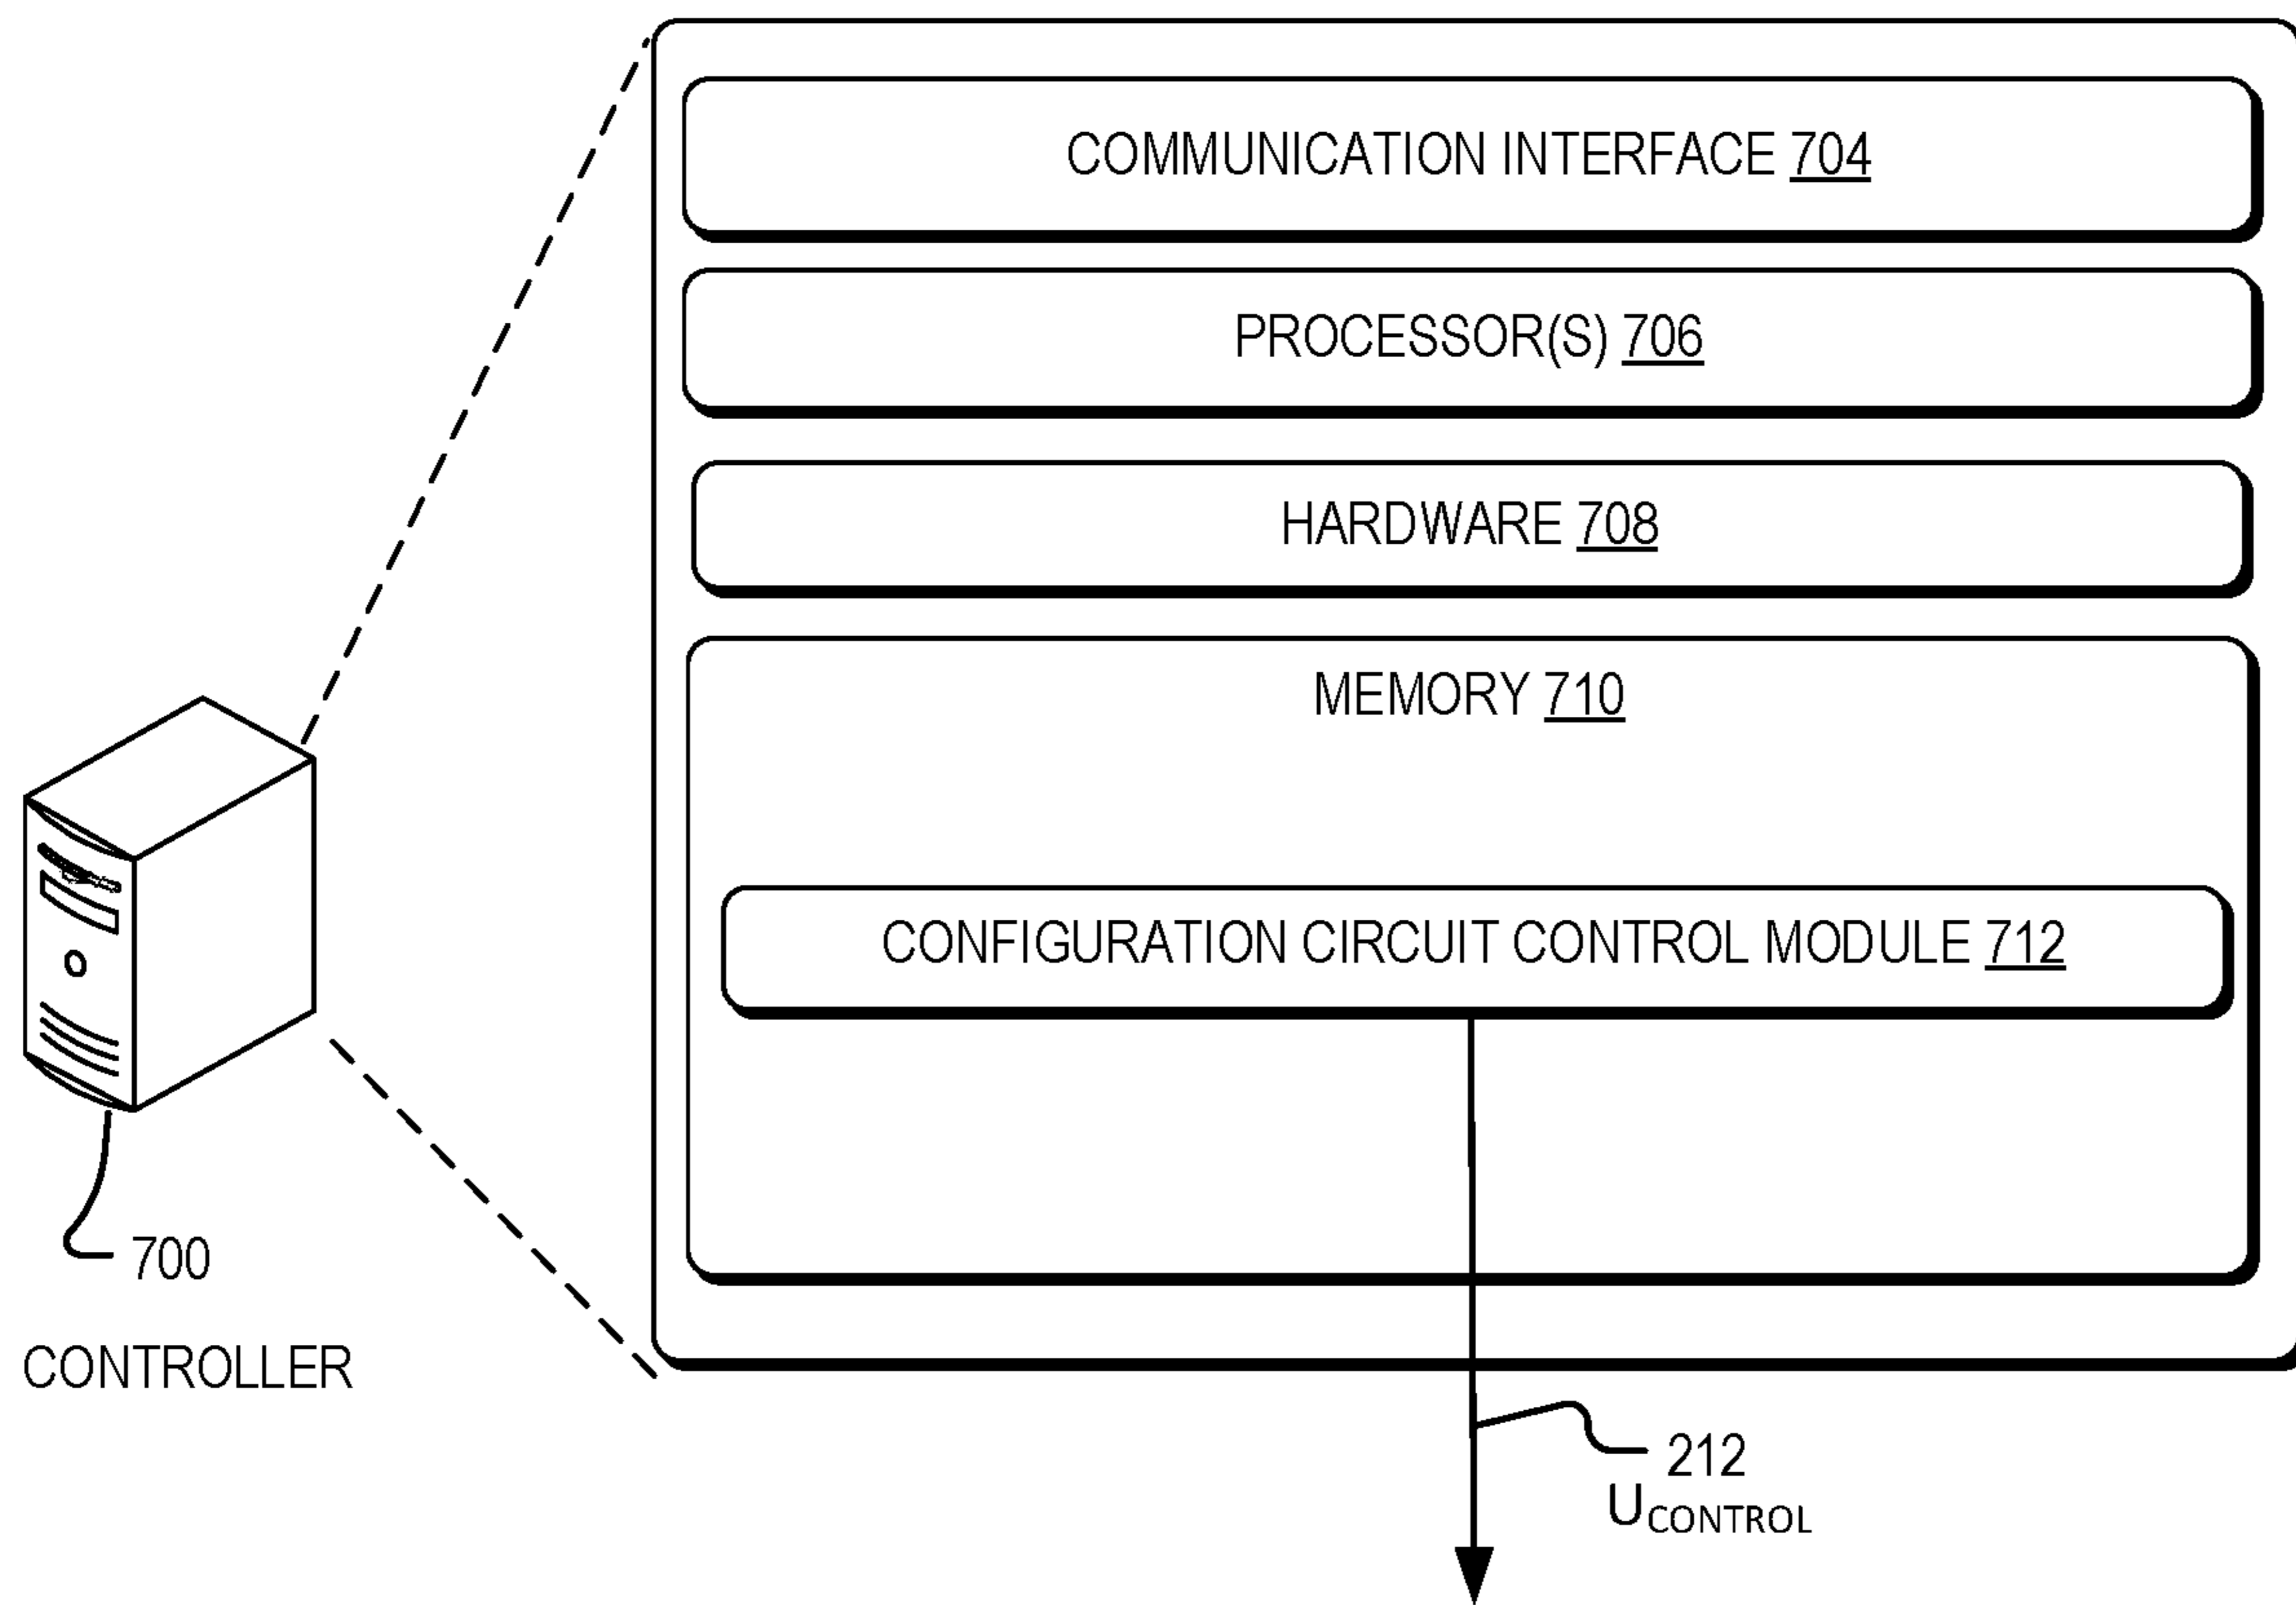 COMMUNICATION INTERFACE 704
PROCESSOR(S) 706
HARDWARE 708
MEMORY 710
CONFIGURATION CIRCUIT CONTROL MODULE 712
700
CONTROLLER
212
UCONTROL